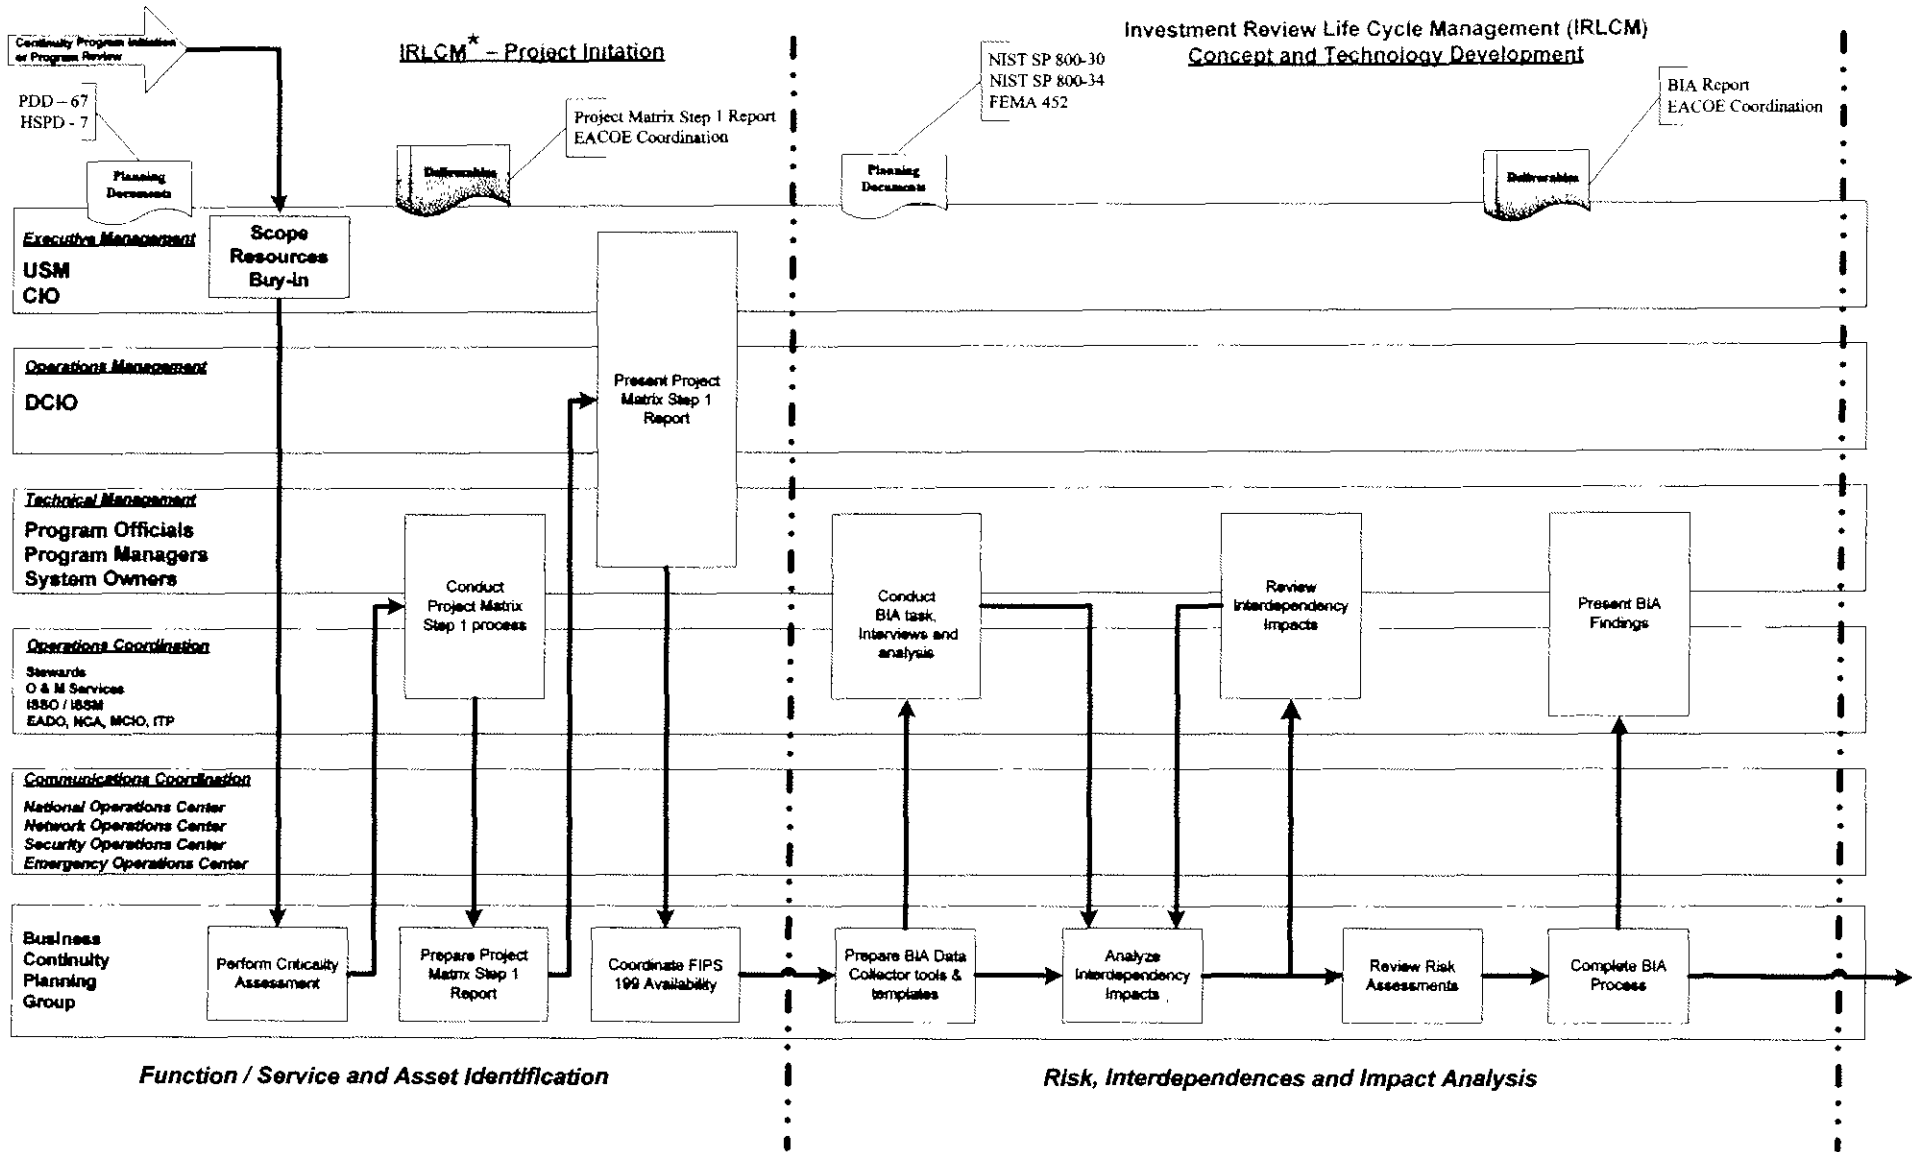 Continuity Program Initiation
or Program Review
IRLCM* – Project Initation
Investment Review Life Cycle Management (IRLCM)
Concept and Technology Development
PDD – 67
HSPD - 7
Planning
Documents
Project Matrix Step 1 Report
EACOE Coordination
Deliverables
NIST SP 800-30
NIST SP 800-34
FEMA 452
Planning
Documents
BIA Report
EACOE Coordination
Deliverables
Executive Management
USM
CIO
Scope
Resources
Buy-in
Operations Management
DCIO
Present Project
Matrix Step 1
Report
Technical Management
Program Officials
Program Managers
System Owners
Conduct
Project Matrix
Step 1 process
Conduct
BIA task,
Interviews and
analysis
Review
Interdependency
Impacts
Present BIA
Findings
Operations Coordination
Stewards
O & M Services
ISSO / ISSM
EADO, NCA, MCIO, ITP
Communications Coordination
National Operations Center
Network Operations Center
Security Operations Center
Emergency Operations Center
Business
Continuity
Planning
Group
Perform Criticality
Assessment
Prepare Project
Matrix Step 1
Report
Coordinate FIPS
199 Availability
Prepare BIA Data
Collector tools &
templates
Analyze
Interdependency
Impacts
Review Risk
Assessments
Complete BIA
Process
Function / Service and Asset Identification
Risk, Interdependences and Impact Analysis